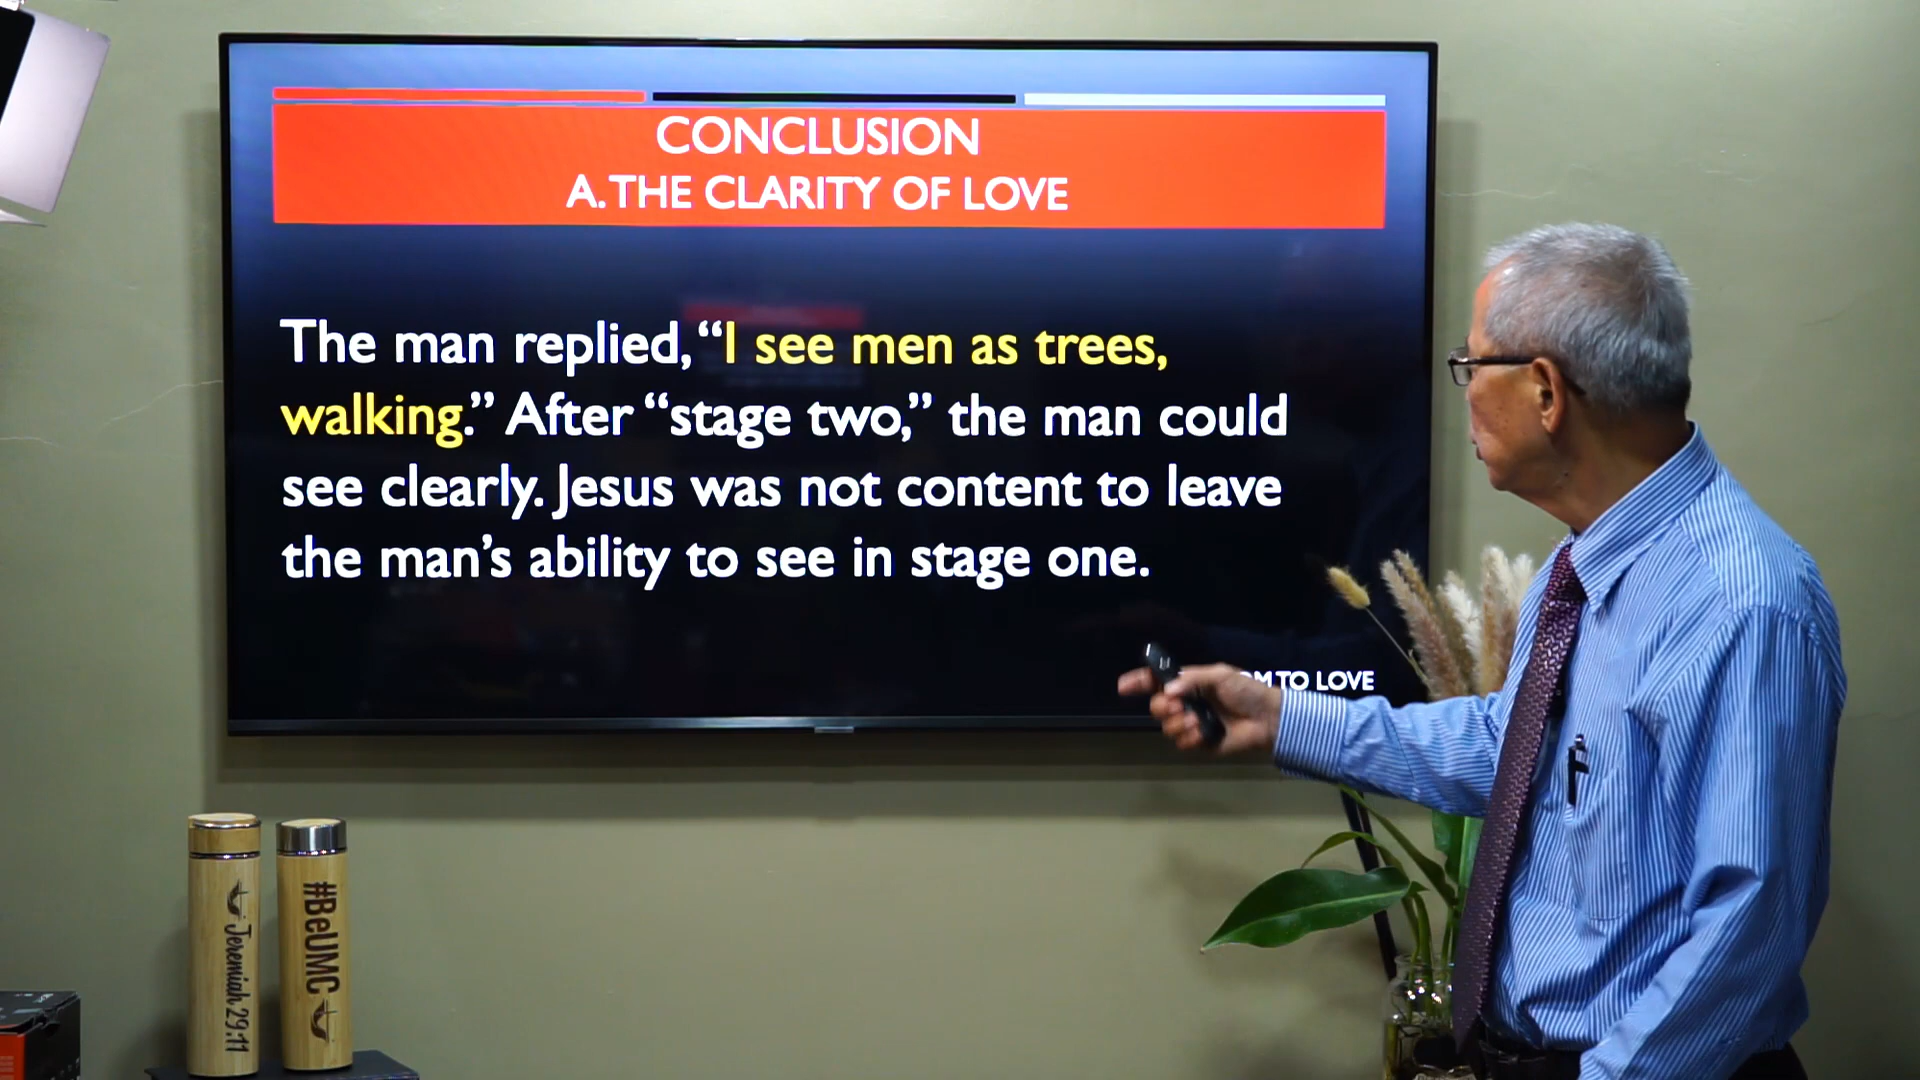 CONCLUSION
A. THE CLARITY OF LOVE
The man replied, “I see men as trees,
walking.” After “stage two,” the man could
see clearly. Jesus was not content to leave
the man’s ability to see in stage one.
TO LOVE
Jeremiah 29:11
#BeUMC